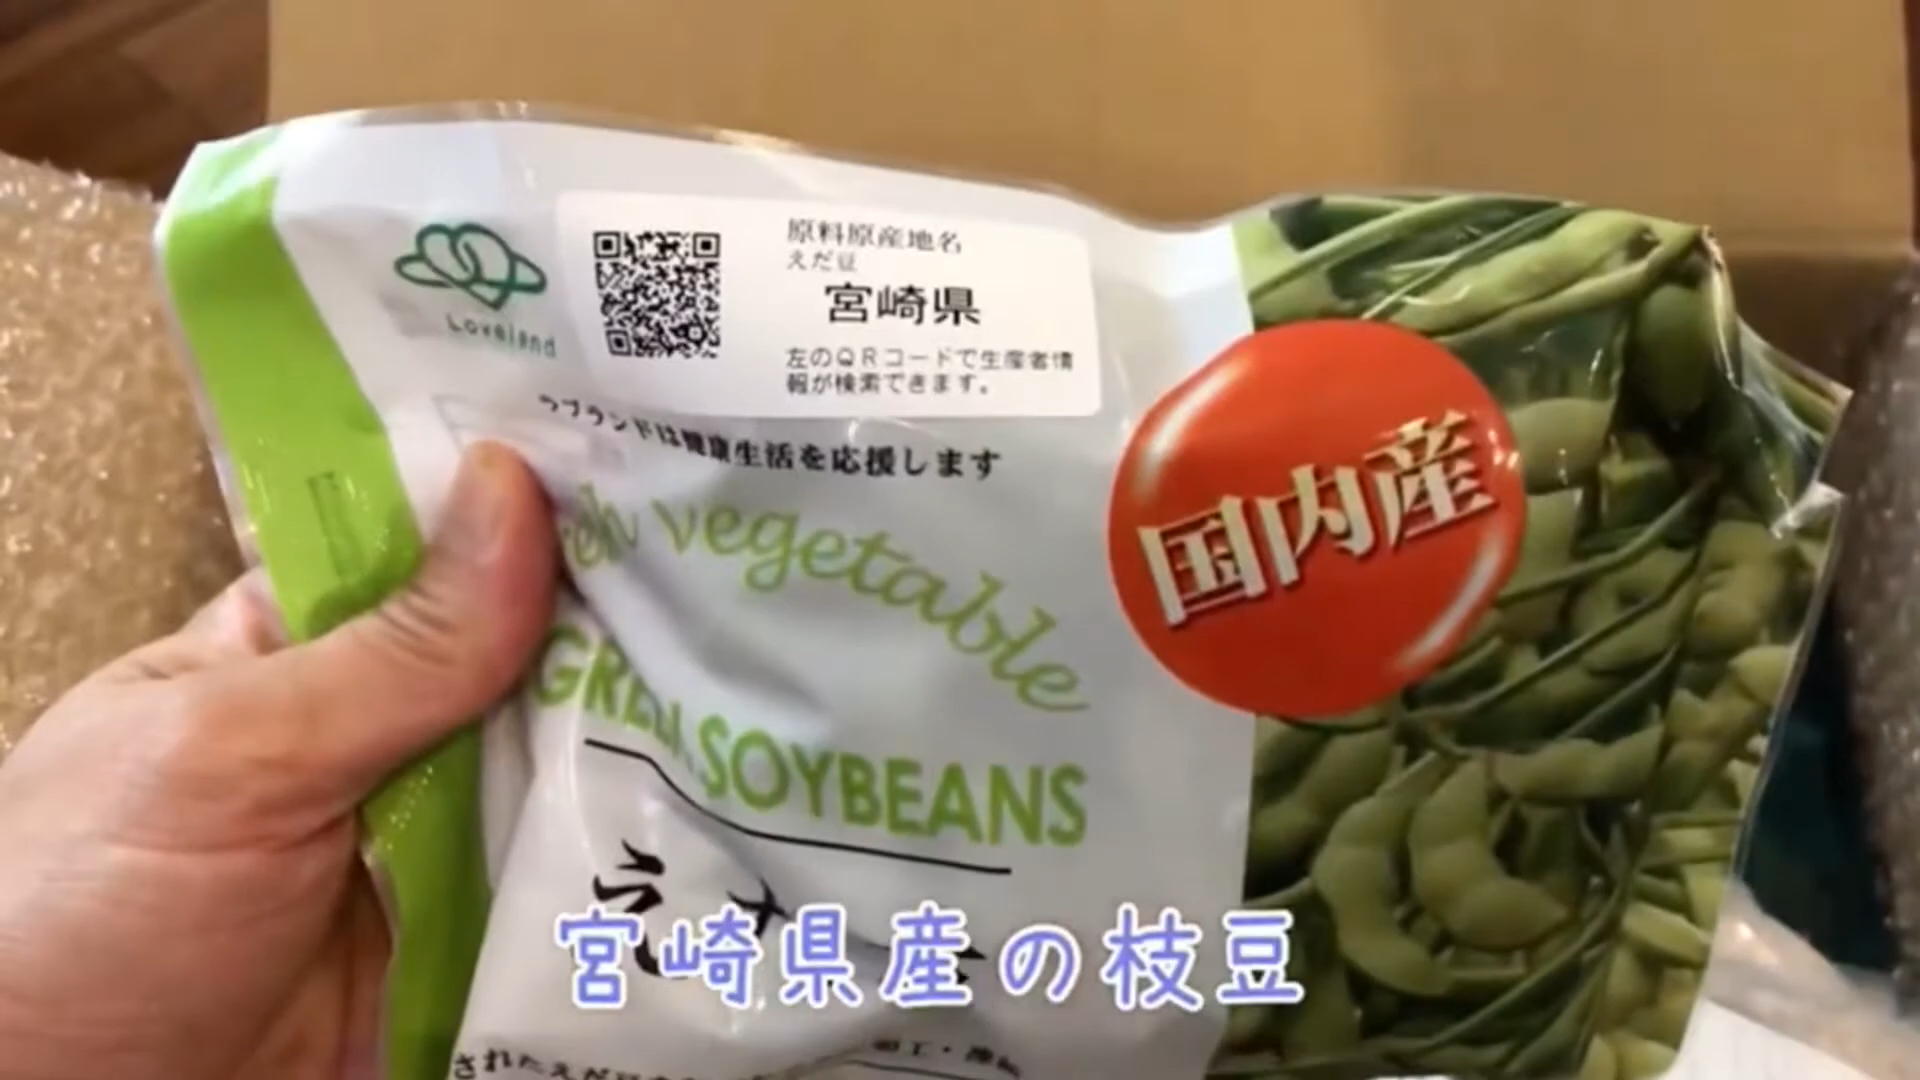 Loveland
原料原産地名
えだ豆
宮崎県
左のQRコードで生産者情
報が検索できます。
ラブランドは健康生活を応援します
vegetable
GREEN SOYBEANS
国内産
宮崎県産の枝豆